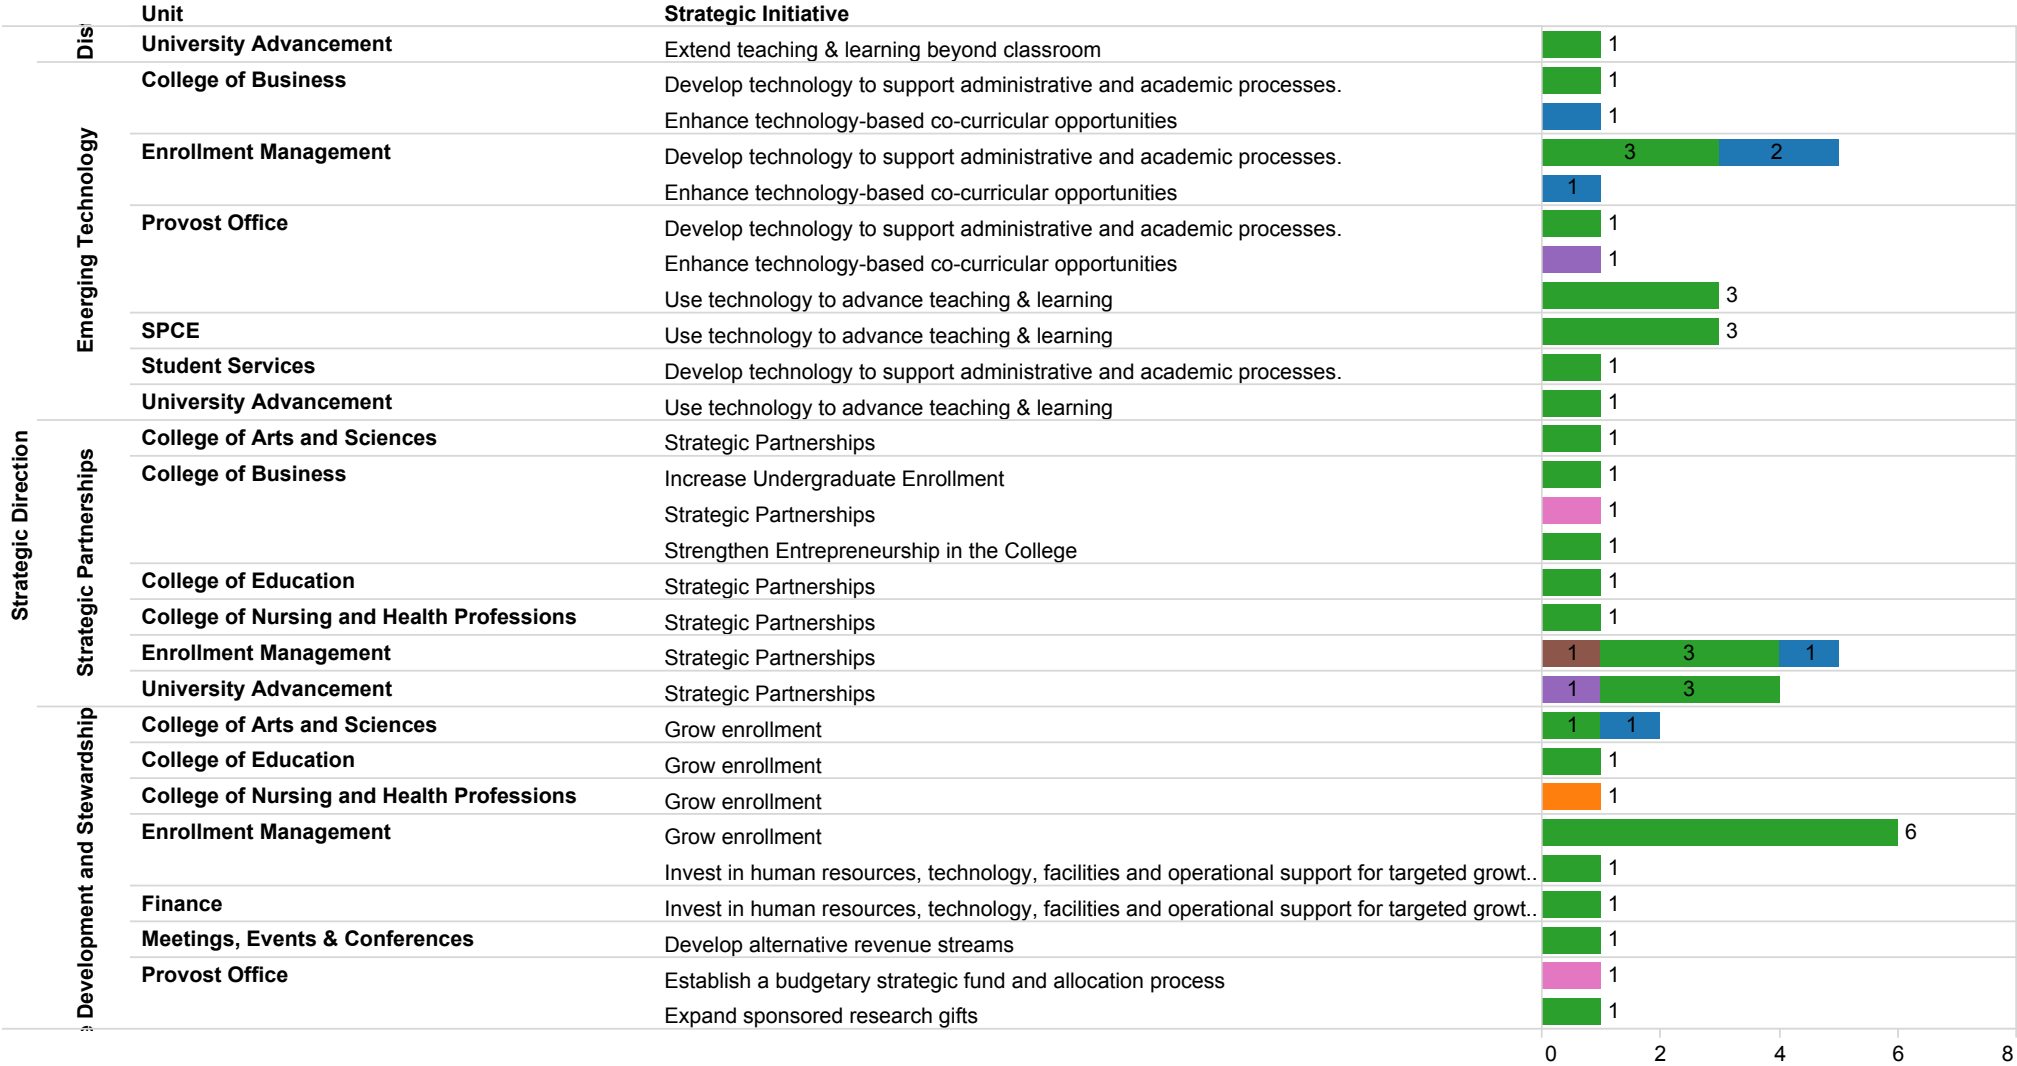 Unit Strategic Initiative
Strategic Direction
Dis
University Advancement Extend teaching & learning beyond classroom 1
Emerging Technology
College of Business Develop technology to support administrative and academic processes. 1
Enhance technology-based co-curricular opportunities 1
Enrollment Management Develop technology to support administrative and academic processes. 3 2
Enhance technology-based co-curricular opportunities 1
Provost Office Develop technology to support administrative and academic processes. 1
Enhance technology-based co-curricular opportunities 1
Use technology to advance teaching & learning 3
SPCE Use technology to advance teaching & learning 3
Student Services Develop technology to support administrative and academic processes. 1
University Advancement Use technology to advance teaching & learning 1
Strategic Partnerships
College of Arts and Sciences Strategic Partnerships 1
College of Business Increase Undergraduate Enrollment 1
Strategic Partnerships 1
Strengthen Entrepreneurship in the College 1
College of Education Strategic Partnerships 1
College of Nursing and Health Professions Strategic Partnerships 1
Enrollment Management Strategic Partnerships 1 3 1
University Advancement Strategic Partnerships 1 3
e Development and Stewardship
College of Arts and Sciences Grow enrollment 1 1
College of Education Grow enrollment 1
College of Nursing and Health Professions Grow enrollment 1
Enrollment Management Grow enrollment 6
Invest in human resources, technology, facilities and operational support for targeted growt.. 1
Finance Invest in human resources, technology, facilities and operational support for targeted growt.. 1
Meetings, Events & Conferences Develop alternative revenue streams 1
Provost Office Establish a budgetary strategic fund and allocation process 1
Expand sponsored research gifts 1
0 2 4 6 8